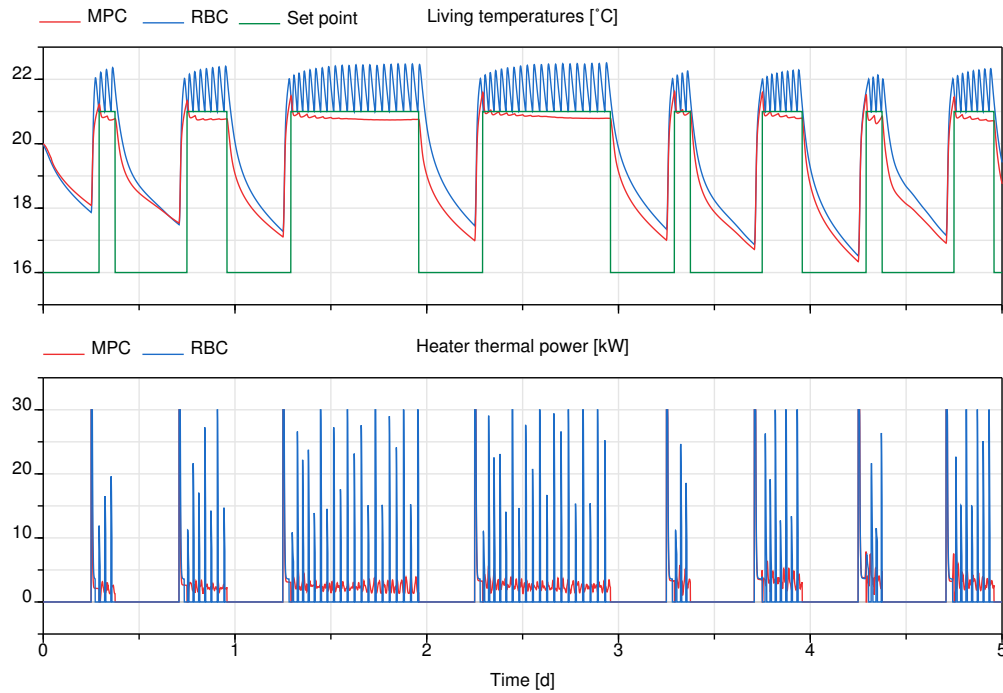 MPC RBC Set point Living temperatures [˚C]
22
20
18
16
MPC RBC Heater thermal power [kW]
30
20
10
0
0 1 2 3 4 5
Time [d]